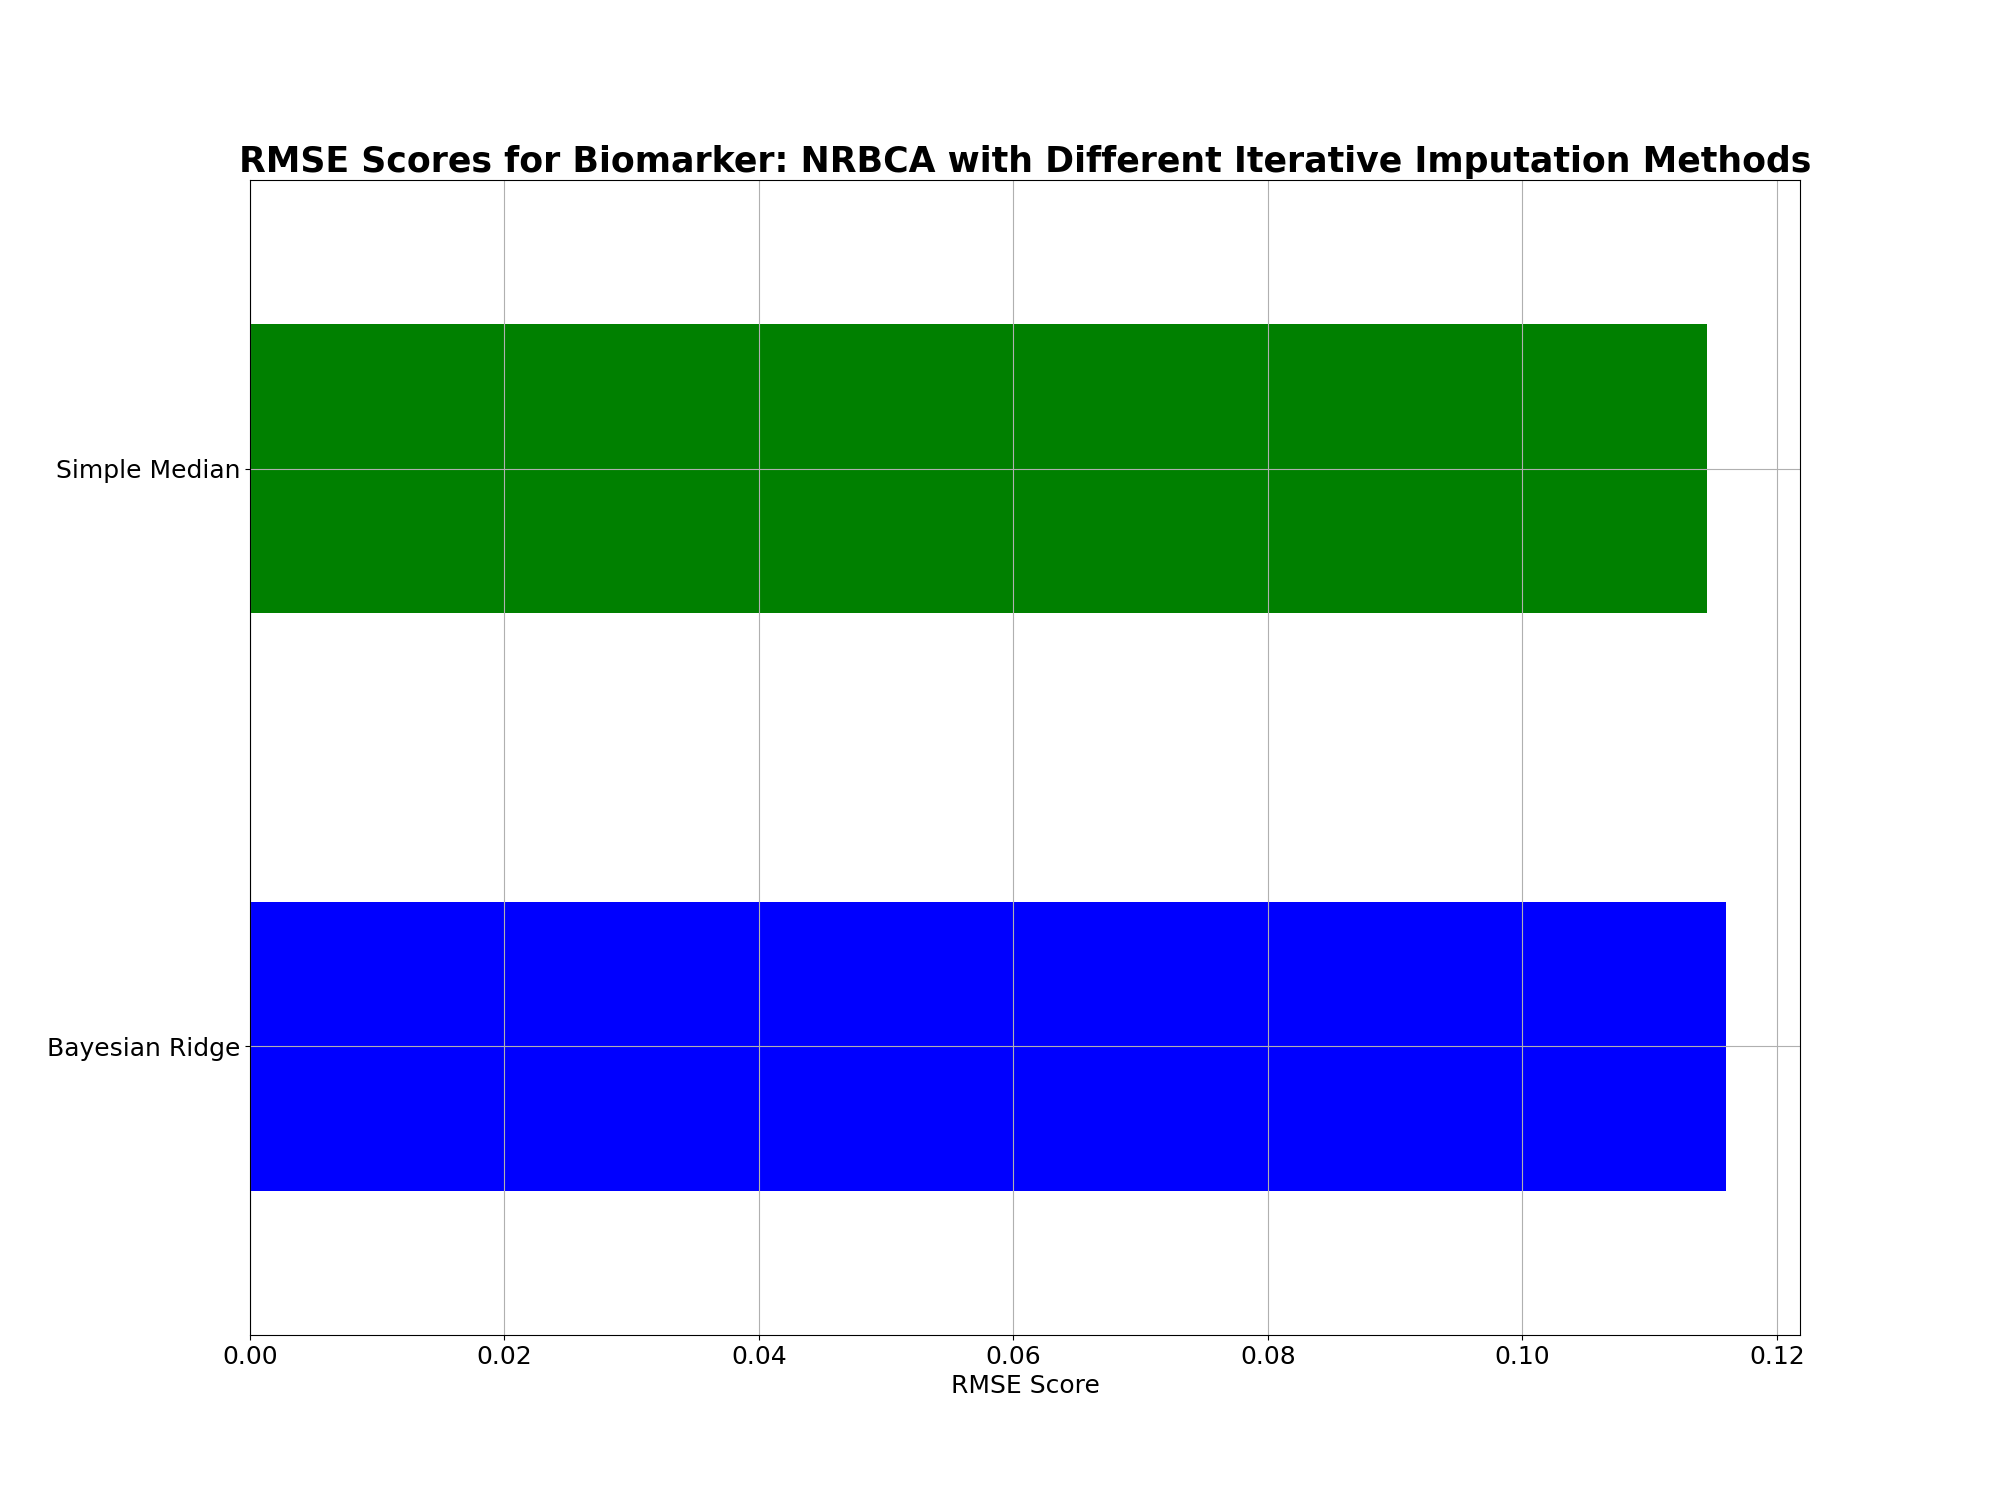 RMSE Scores for Biomarker: NRBCA with Different Iterative Imputation Methods
Simple Median
Bayesian Ridge
0.00 0.02 0.04 0.06 0.08 0.10 0.12
RMSE Score